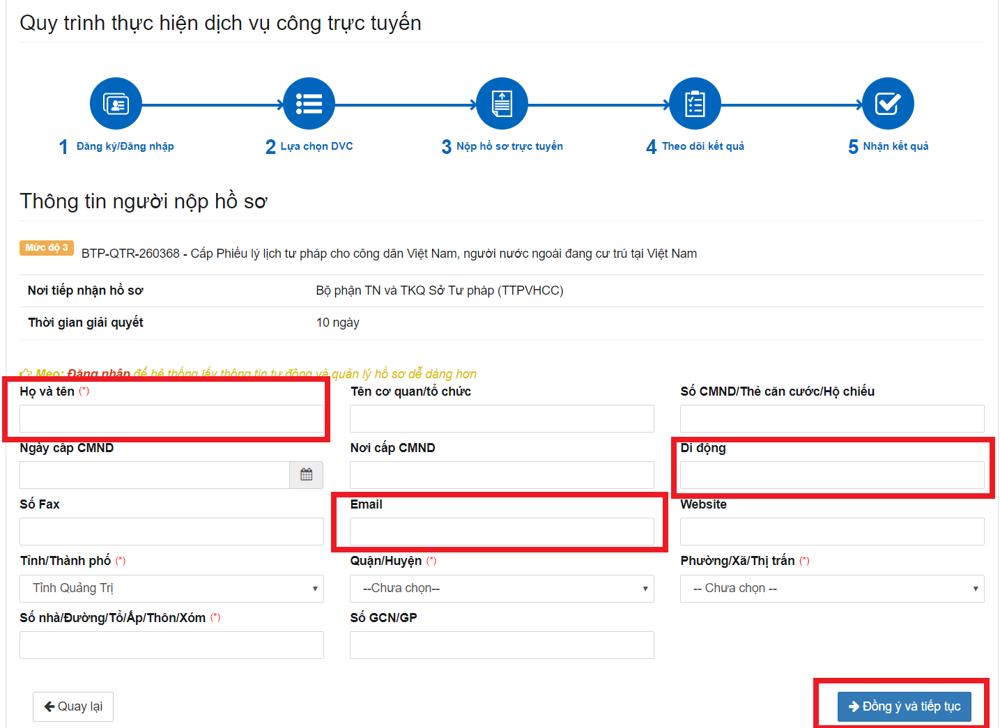 Quy trình thực hiện dịch vụ công trực tuyến
1 Đăng ký/Đăng nhập
2 Lựa chọn DVC
3 Nộp hồ sơ trực tuyến
4 Theo dõi kết quả
5 Nhận kết quả
Thông tin người nộp hồ sơ
Mức độ 3 BTP-QTR-260368 - Cấp Phiếu lý lịch tư pháp cho công dân Việt Nam, người nước ngoài đang cư trú tại Việt Nam
Nơi tiếp nhận hồ sơ Bộ phận TN và TKQ Sở Tư pháp (TTPVHCC)
Thời gian giải quyết 10 ngày
Mẹo: Đăng nhập để hệ thống lấy thông tin tự động và quản lý hồ sơ dễ dàng hơn
Họ và tên (*) Tên cơ quan/tổ chức Số CMND/Thẻ căn cước/Hộ chiếu
Ngày cấp CMND Nơi cấp CMND Di động
Số Fax Email Website
Tỉnh/Thành phố (*) Quận/Huyện (*) Phường/Xã/Thị trấn (*)
Tỉnh Quảng Trị --Chưa chọn-- -- Chưa chọn --
Số nhà/Đường/Tổ/Ấp/Thôn/Xóm (*) Số GCN/GP
Quay lại Đồng ý và tiếp tục